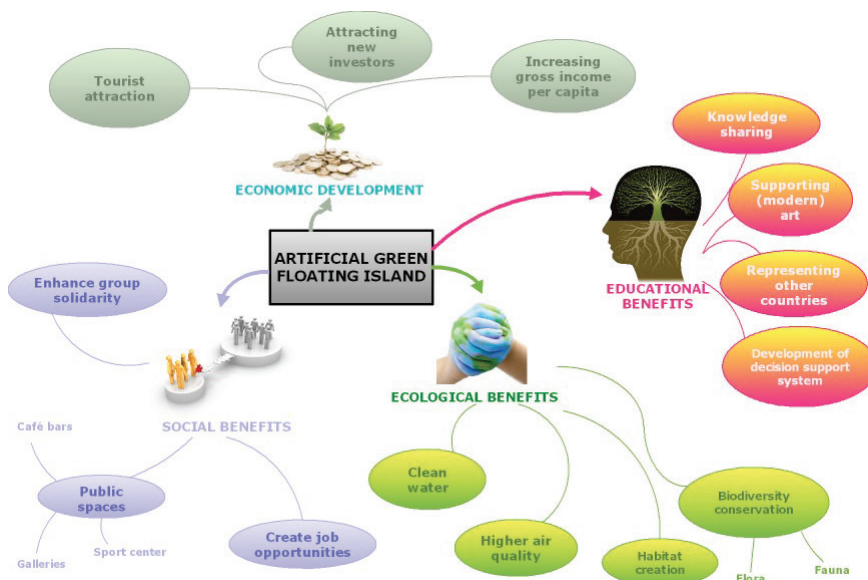 Attracting
new
investors
Tourist
attraction
Increasing
gross income
per capita
ECONOMIC DEVELOPMENT
Knowledge
sharing
Supporting
(modern)
art
Representing
other
countries
Development of
decision support
system
EDUCATIONAL
BENEFITS
ARTIFICIAL GREEN
FLOATING ISLAND
Enhance group
solidarity
SOCIAL BENEFITS
Café bars
Public
spaces
Galleries
Sport center
Create job
opportunities
ECOLOGICAL BENEFITS
Clean
water
Higher air
quality
Habitat
creation
Biodiversity
conservation
Flora
Fauna